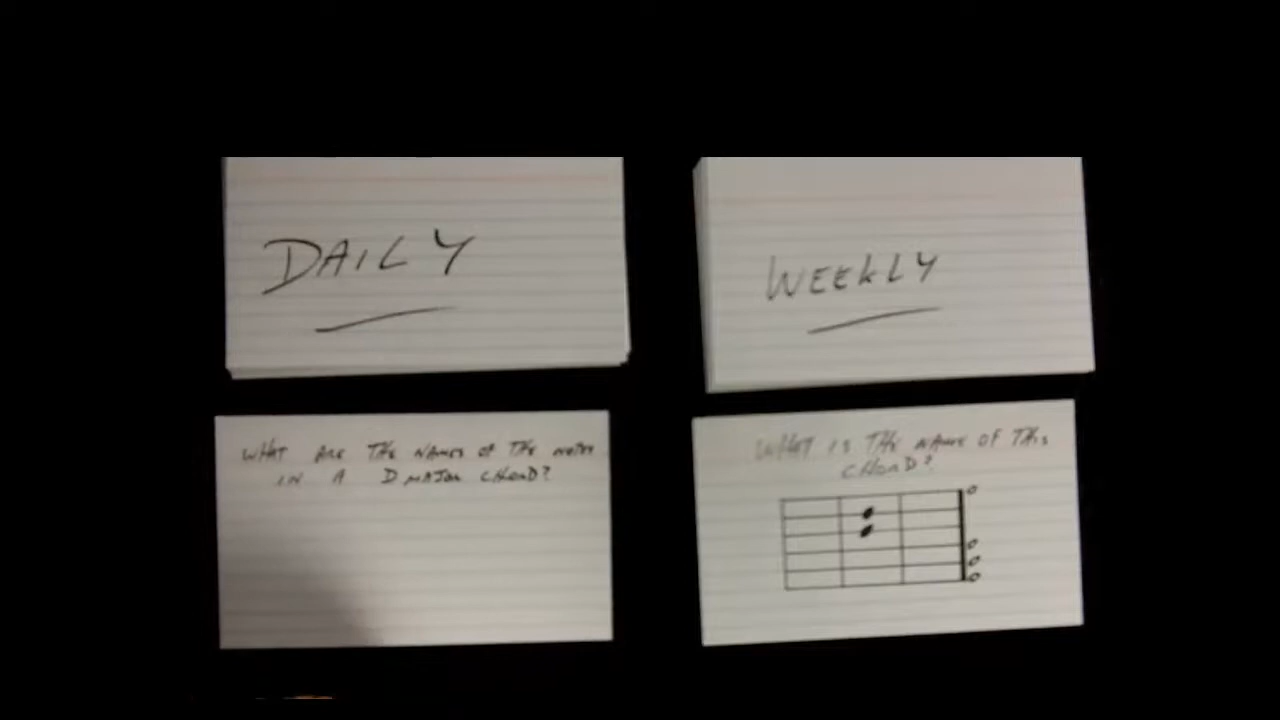 DAILY
WEEKLY
WHAT ARE THE NAMES OF THE NOTES
IN A D MAJOR CHORD?
WHAT IS THE NAME OF THIS
CHORD?